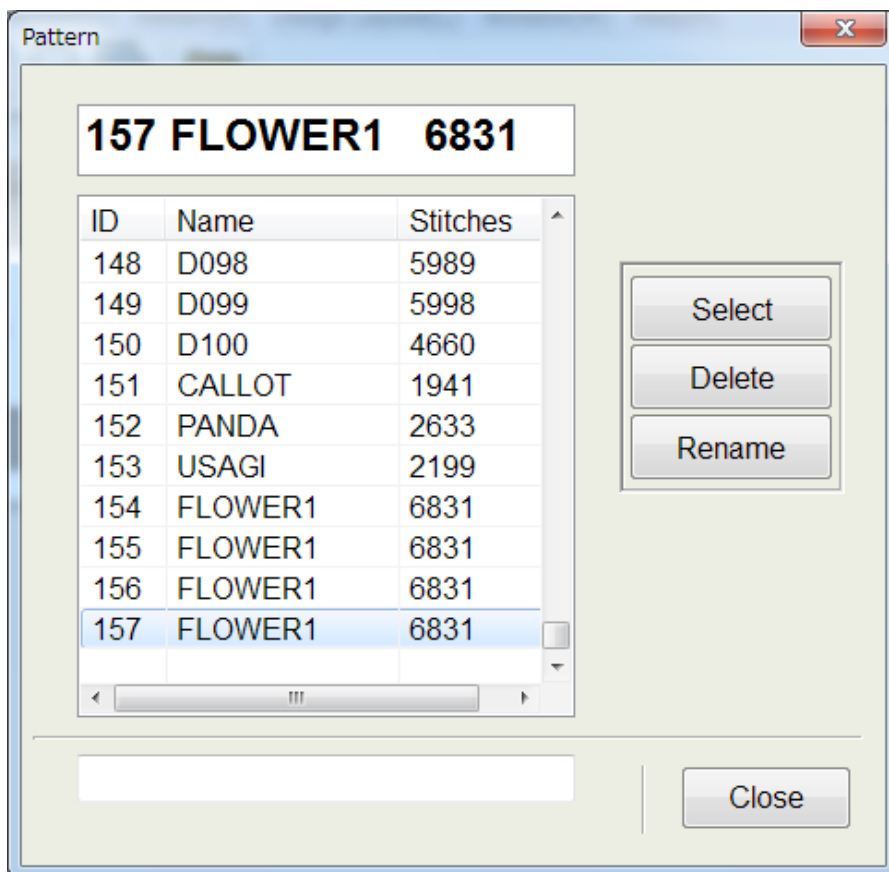 Pattern
157 FLOWER1 6831
ID Name Stitches
148 D098 5989
149 D099 5998
150 D100 4660
151 CALLOT 1941
152 PANDA 2633
153 USAGI 2199
154 FLOWER1 6831
155 FLOWER1 6831
156 FLOWER1 6831
157 FLOWER1 6831
Select
Delete
Rename
Close